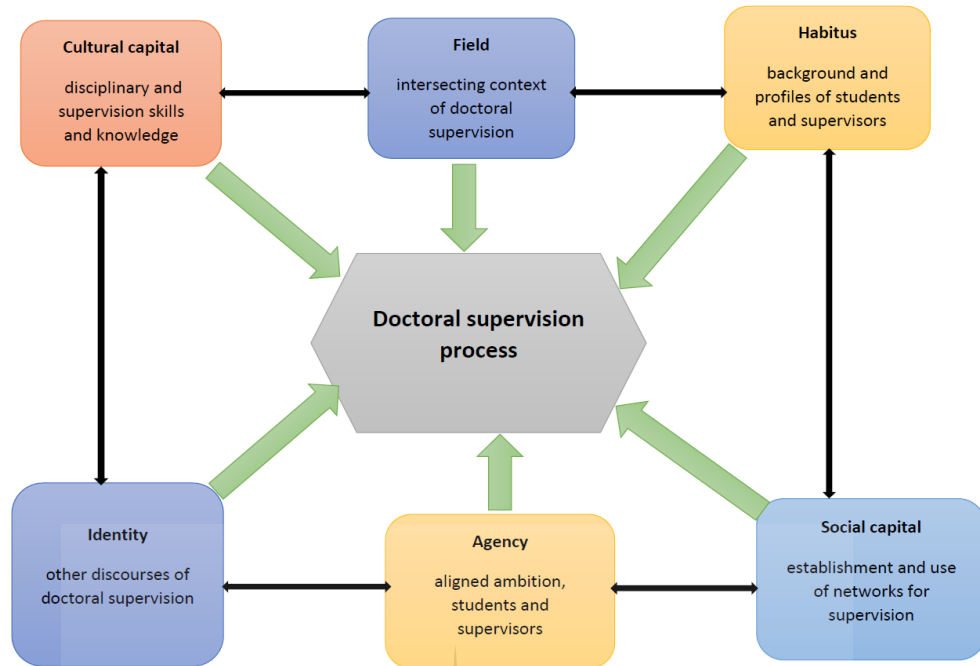 Cultural capital
disciplinary and
supervision skills
and knowledge
Field
intersecting context
of doctoral
supervision
Habitus
background and
profiles of students
and supervisors
Doctoral supervision
process
Identity
other discourses of
doctoral supervision
Agency
aligned ambition,
students and
supervisors
Social capital
establishment and use
of networks for
supervision